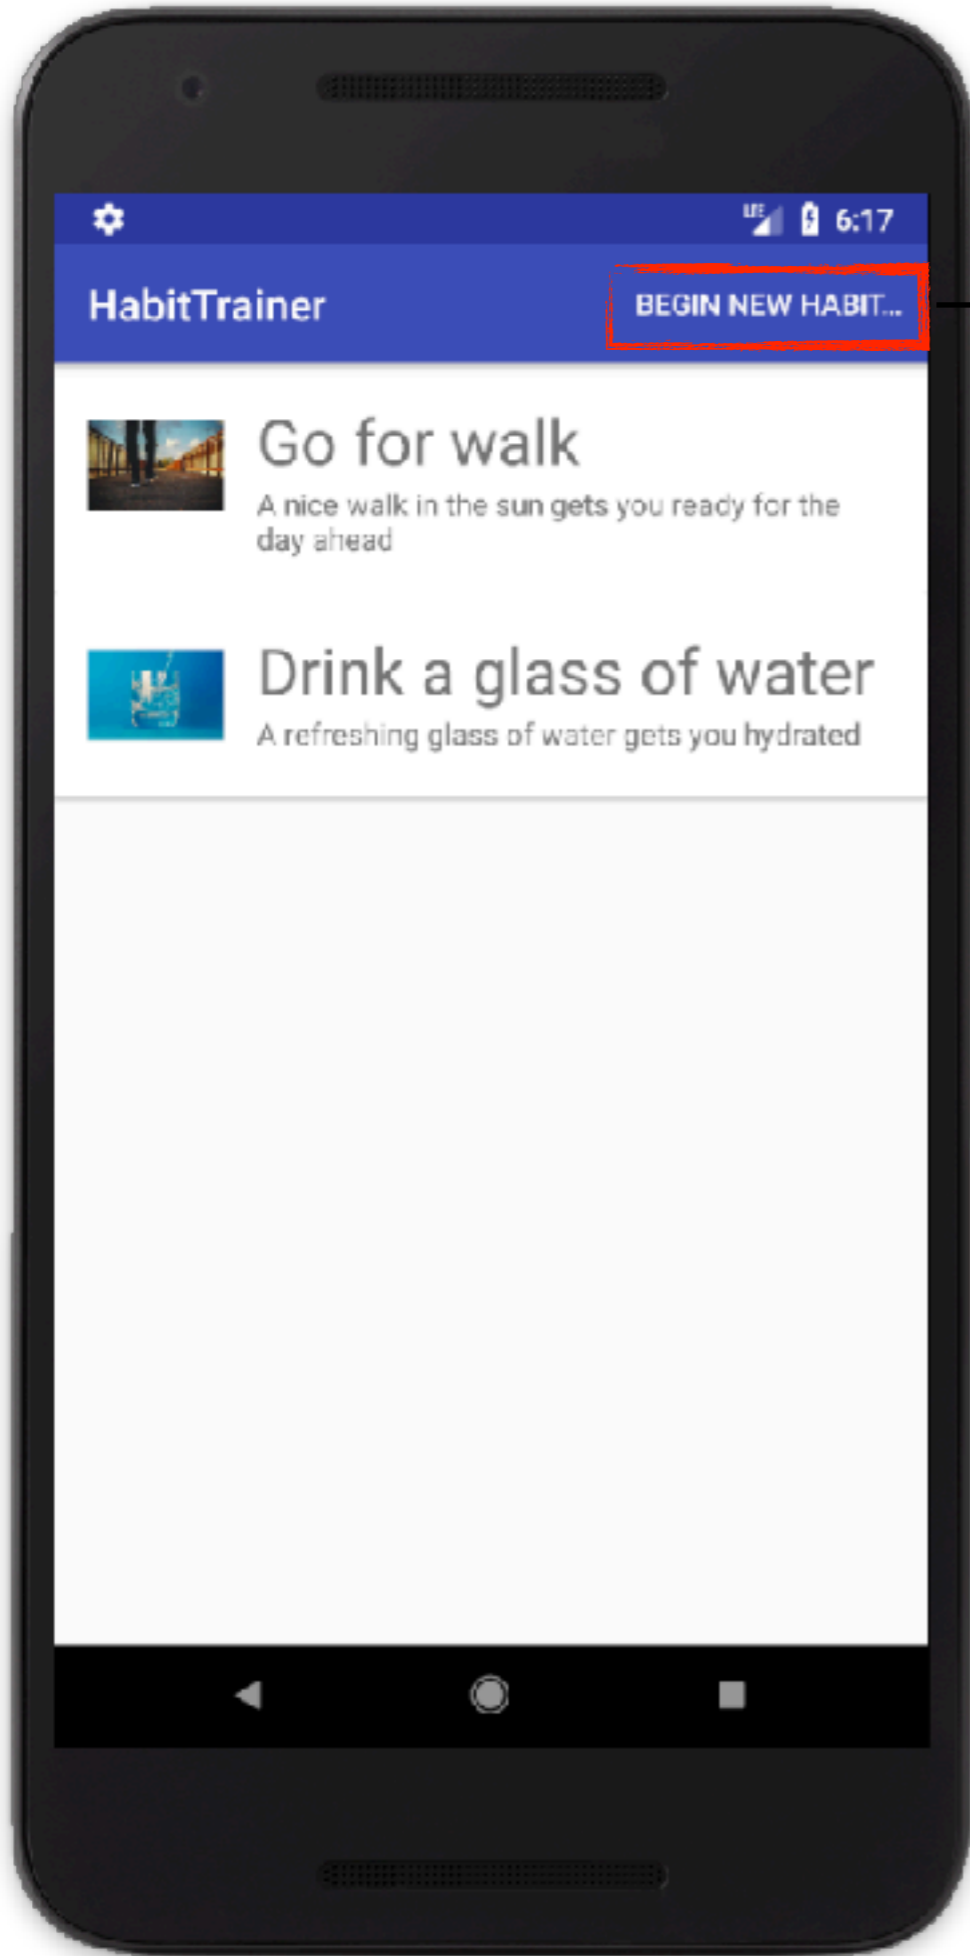 LTE 6:17
HabitTrainer BEGIN NEW HABIT...
Go for walk
A nice walk in the sun gets you ready for the
day ahead
Drink a glass of water
A refreshing glass of water gets you hydrated